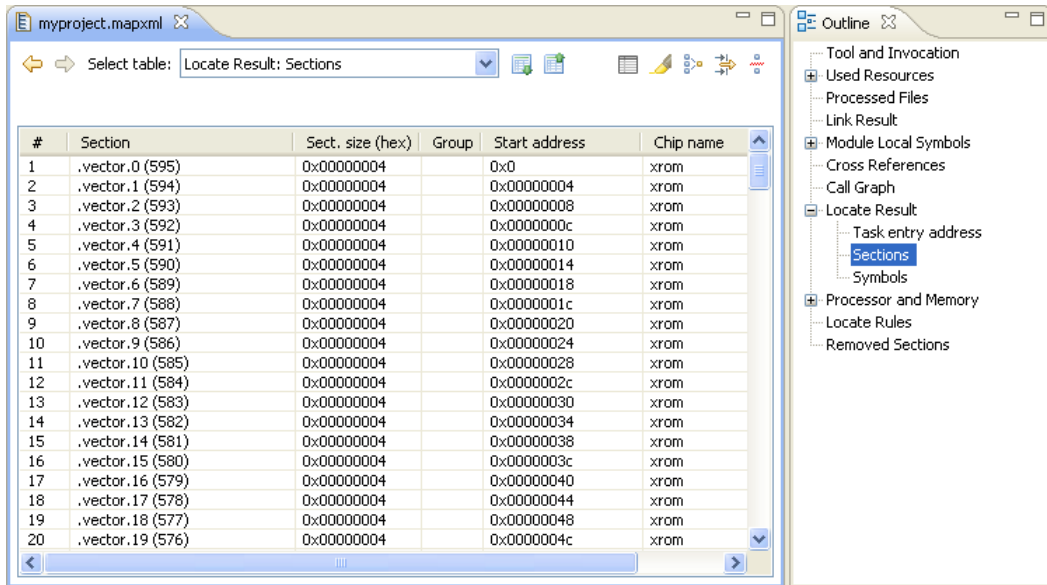 myproject.mapxml
Select table: Locate Result: Sections
# Section Sect. size (hex) Group Start address Chip name
1 .vector.0 (595) 0x00000004 0x0 xrom
2 .vector.1 (594) 0x00000004 0x00000004 xrom
3 .vector.2 (593) 0x00000004 0x00000008 xrom
4 .vector.3 (592) 0x00000004 0x0000000c xrom
5 .vector.4 (591) 0x00000004 0x00000010 xrom
6 .vector.5 (590) 0x00000004 0x00000014 xrom
7 .vector.6 (589) 0x00000004 0x00000018 xrom
8 .vector.7 (588) 0x00000004 0x0000001c xrom
9 .vector.8 (587) 0x00000004 0x00000020 xrom
10 .vector.9 (586) 0x00000004 0x00000024 xrom
11 .vector.10 (585) 0x00000004 0x00000028 xrom
12 .vector.11 (584) 0x00000004 0x0000002c xrom
13 .vector.12 (583) 0x00000004 0x00000030 xrom
14 .vector.13 (582) 0x00000004 0x00000034 xrom
15 .vector.14 (581) 0x00000004 0x00000038 xrom
16 .vector.15 (580) 0x00000004 0x0000003c xrom
17 .vector.16 (579) 0x00000004 0x00000040 xrom
18 .vector.17 (578) 0x00000004 0x00000044 xrom
19 .vector.18 (577) 0x00000004 0x00000048 xrom
20 .vector.19 (576) 0x00000004 0x0000004c xrom
Outline
Tool and Invocation
Used Resources
Processed Files
Link Result
Module Local Symbols
Cross References
Call Graph
Locate Result
Task entry address
Sections
Symbols
Processor and Memory
Locate Rules
Removed Sections